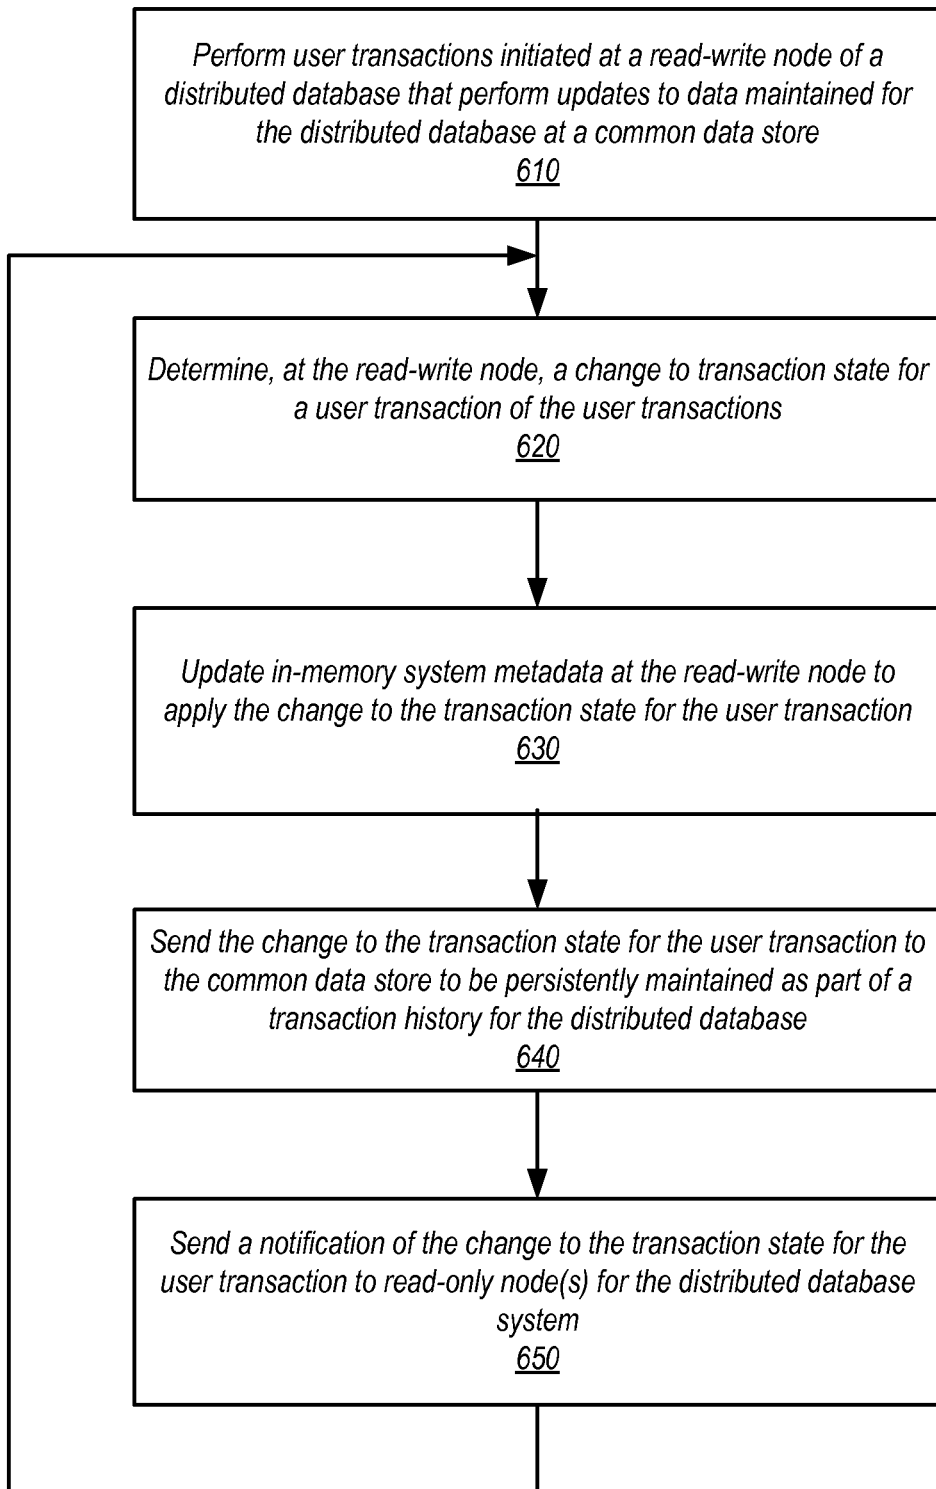 Perform user transactions initiated at a read-write node of a
distributed database that perform updates to data maintained for
the distributed database at a common data store
610
Determine, at the read-write node, a change to transaction state for
a user transaction of the user transactions
620
Update in-memory system metadata at the read-write node to
apply the change to the transaction state for the user transaction
630
Send the change to the transaction state for the user transaction to
the common data store to be persistently maintained as part of a
transaction history for the distributed database
640
Send a notification of the change to the transaction state for the
user transaction to read-only node(s) for the distributed database
system
650